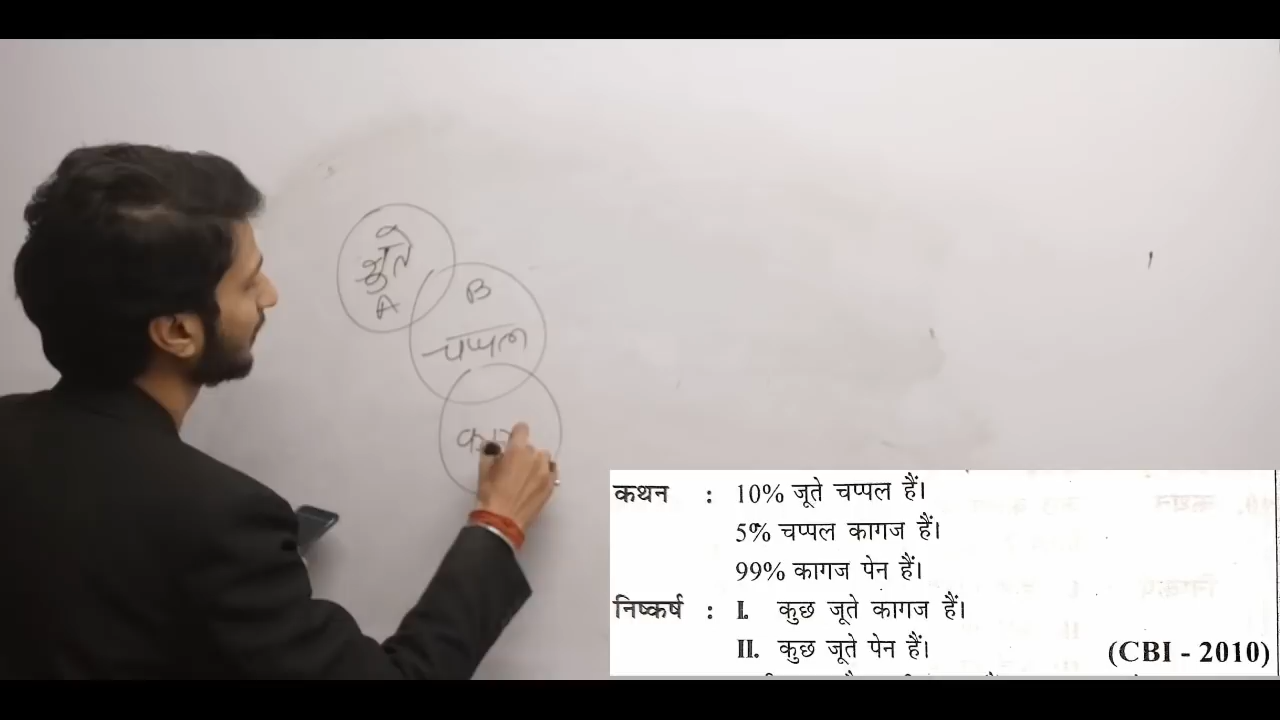 जूते
A
B
चप्पल
कथन : 10% जूते चप्पल हैं।
5% चप्पल कागज हैं।
99% कागज पेन हैं।
निष्कर्ष : I. कुछ जूते कागज हैं।
II. कुछ जूते पेन हैं।
(CBI - 2010)